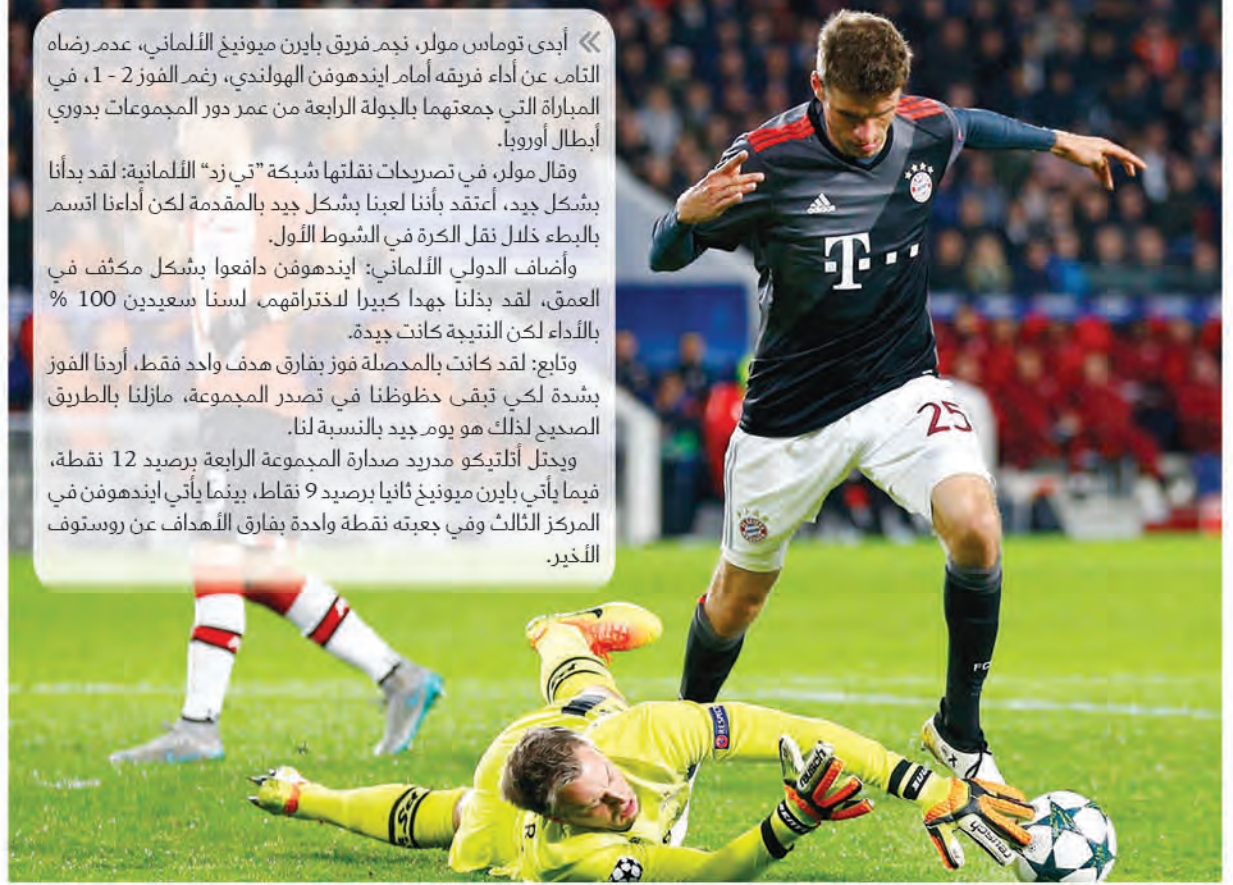 » أبدى توماس مولر، نجم فريق بايرن ميونيخ الألماني، عدم رضاه
التام، عن أداء فريقه أمام ايندهوفن الهولندي، رغم الفوز 2 - 1، في
المباراة التي جمعتهما بالجولة الرابعة من عمر دور المجموعات بدوري
أبطال أوروبا.
وقال مولر، في تصريحات نقلتها شبكة ”تي زد“ الألمانية: لقد بدأنا
بشكل جيد، أعتقد بأننا لعبنا بشكل جيد بالمقدمة لكن أداءنا اتسم
بالبطء خلال نقل الكرة في الشوط الأول.
وأضاف الدولي الألماني: ايندهوفن دافعوا بشكل مكثف في
العمق، لقد بذلنا جهدا كبيرا لاختراقهم، لسنا سعيدين 100 %
بالأداء لكن النتيجة كانت جيدة.
وتابع: لقد كانت بالمحصلة فوز بفارق هدف واحد فقط، أردنا الفوز
بشدة لكي تبقى حظوظنا في تصدر المجموعة، مازلنا بالطريق
الصحيح لذلك هو يوم جيد بالنسبة لنا.
ويحتل أتلتيكو مدريد صدارة المجموعة الرابعة برصيد 12 نقطة،
فيما يأتي بايرن ميونيخ ثانيا برصيد 9 نقاط، بينما يأتي ايندهوفن في
المركز الثالث وفي جعبته نقطة واحدة بفارق الأهداف عن روستوف
الأخير.
adidas
T
25
FC
RESPECT
reusch
reusch